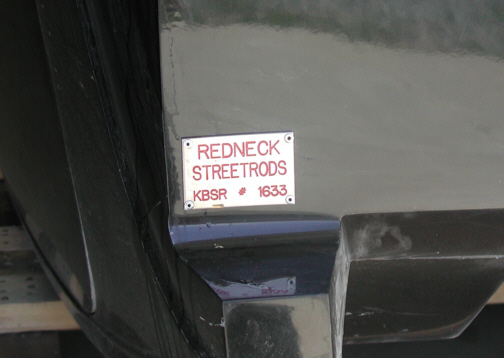 REDNECK
STREETRODS
KBSR # 1633